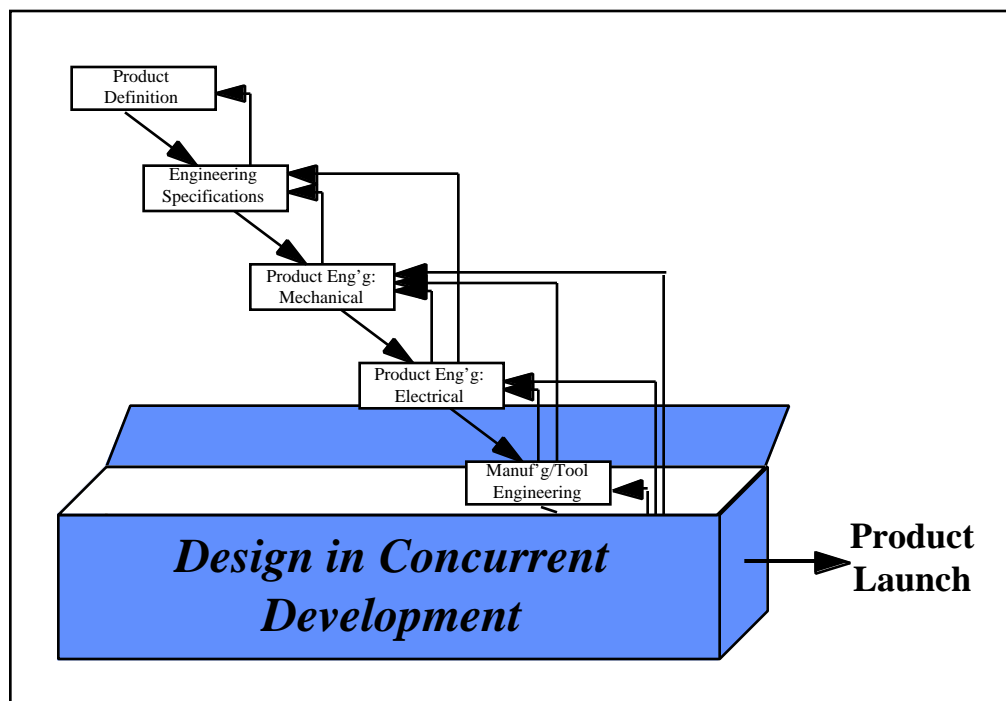 Product
Definition
Engineering
Specifications
Product Eng'g:
Mechanical
Product Eng'g:
Electrical
Manuf'g/Tool
Engineering
Design in Concurrent
Development
Product
Launch